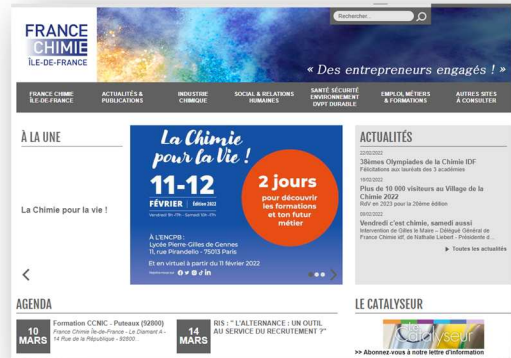 Rechercher...
FRANCE
CHIMIE
ÎLE-DE-FRANCE
« Des entrepreneurs engagés ! »
FRANCE CHIMIE
ÎLE-DE-FRANCE
ACTUALITÉS &
PUBLICATIONS
INDUSTRIE
CHIMIQUE
SOCIAL & RELATIONS
HUMAINES
SANTÉ SÉCURITÉ
ENVIRONNEMENT
DVPT DURABLE
EMPLOI, MÉTIERS
& FORMATIONS
AUTRES SITES
À CONSULTER
À LA UNE
La Chimie pour la vie !
La Chimie
pour la Vie !
11-12
FÉVRIER Édition 2022
Vendredi 9h-17h - Samedi 10h-17h
À L'ENCPB :
Lycée Pierre-Gilles de Gennes
11, rue Pirandello - 75013 Paris
Et en virtuel à partir du 11 février 2022
2 jours
pour découvrir
les formations
et ton futur
métier
ACTUALITÉS
22/02/2022
38èmes Olympiades de la Chimie IDF
Félicitations aux lauréats des 3 académies
Plus de 10 000 visiteurs au Village de la
Chimie 2022
RdV en 2023 pour la 20ème édition
Vendredi c'est chimie, samedi aussi
Intervention de Gilles le Maire – Délégué Général de
France Chimie idf, de Nathalie Liebert - Présidente d...
Toutes les actualités
AGENDA
10
MARS
Formation CCNIC - Puteaux (92800)
France Chimie Île-de-France - Le Diamant A -
14 Rue de la République - 92800...
14
MARS
RIS : " L'ALTERNANCE : UN OUTIL
AU SERVICE DU RECRUTEMENT ?"
LE CATALYSEUR
Catalyseur
>> Abonnez-vous à notre lettre d'information